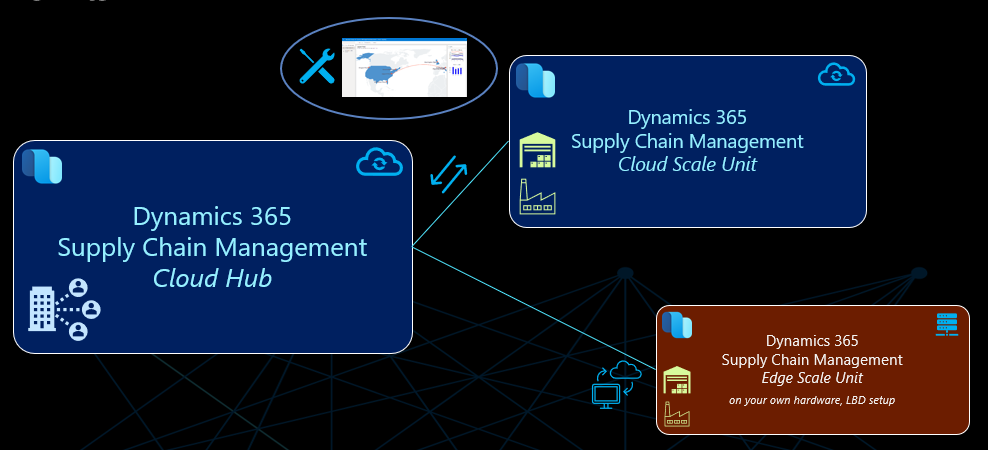 Dynamics 365
Supply Chain Management
Cloud Hub
Dynamics 365
Supply Chain Management
Cloud Scale Unit
Dynamics 365
Supply Chain Management
Edge Scale Unit
on your own hardware, LBD setup